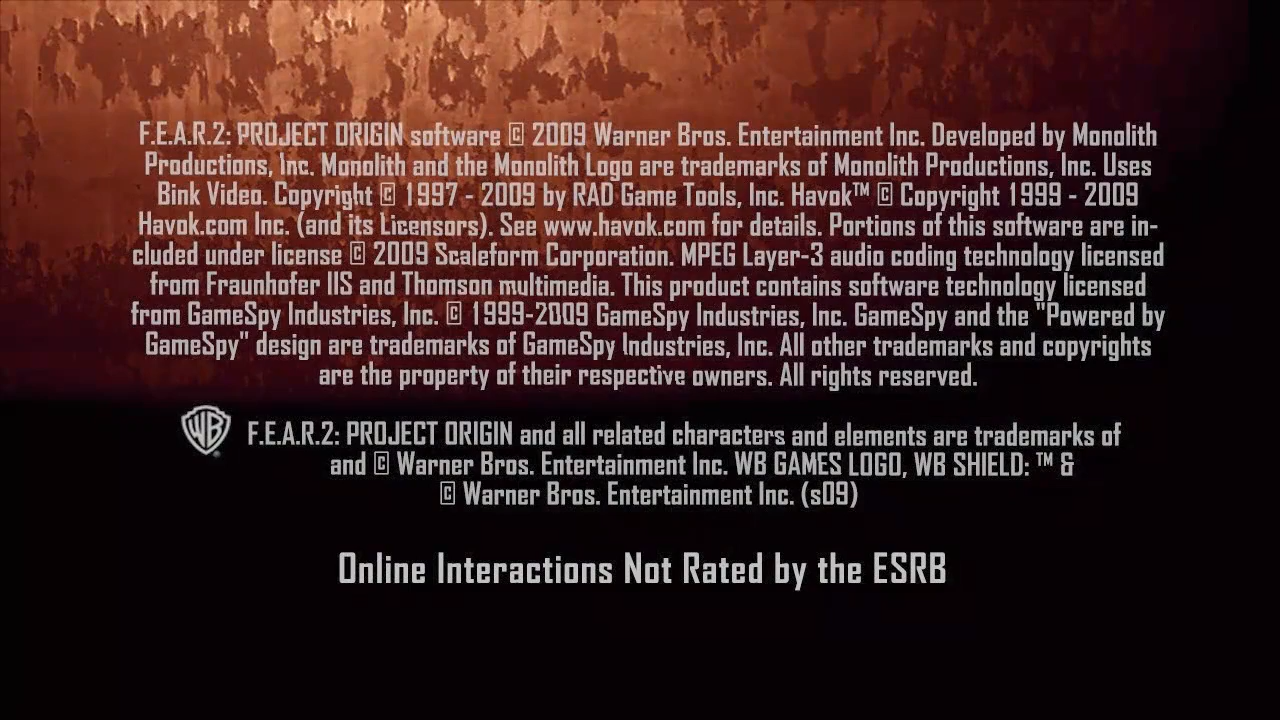 F.E.A.R.2: PROJECT ORIGIN software © 2009 Warner Bros. Entertainment Inc. Developed by Monolith
Productions, Inc. Monolith and the Monolith Logo are trademarks of Monolith Productions, Inc. Uses
Bink Video. Copyright © 1997 - 2009 by RAD Game Tools, Inc. Havok™ © Copyright 1999 - 2009
Havok.com Inc. (and its Licensors). See www.havok.com for details. Portions of this software are in-
cluded under license © 2009 Scaleform Corporation. MPEG Layer-3 audio coding technology licensed
from Fraunhofer IIS and Thomson multimedia. This product contains software technology licensed
from GameSpy Industries, Inc. © 1999-2009 GameSpy Industries, Inc. GameSpy and the "Powered by
GameSpy" design are trademarks of GameSpy Industries, Inc. All other trademarks and copyrights
are the property of their respective owners. All rights reserved.
WB F.E.A.R.2: PROJECT ORIGIN and all related characters and elements are trademarks of
and © Warner Bros. Entertainment Inc. WB GAMES LOGO, WB SHIELD: ™ &
© Warner Bros. Entertainment Inc. (s09)
Online Interactions Not Rated by the ESRB